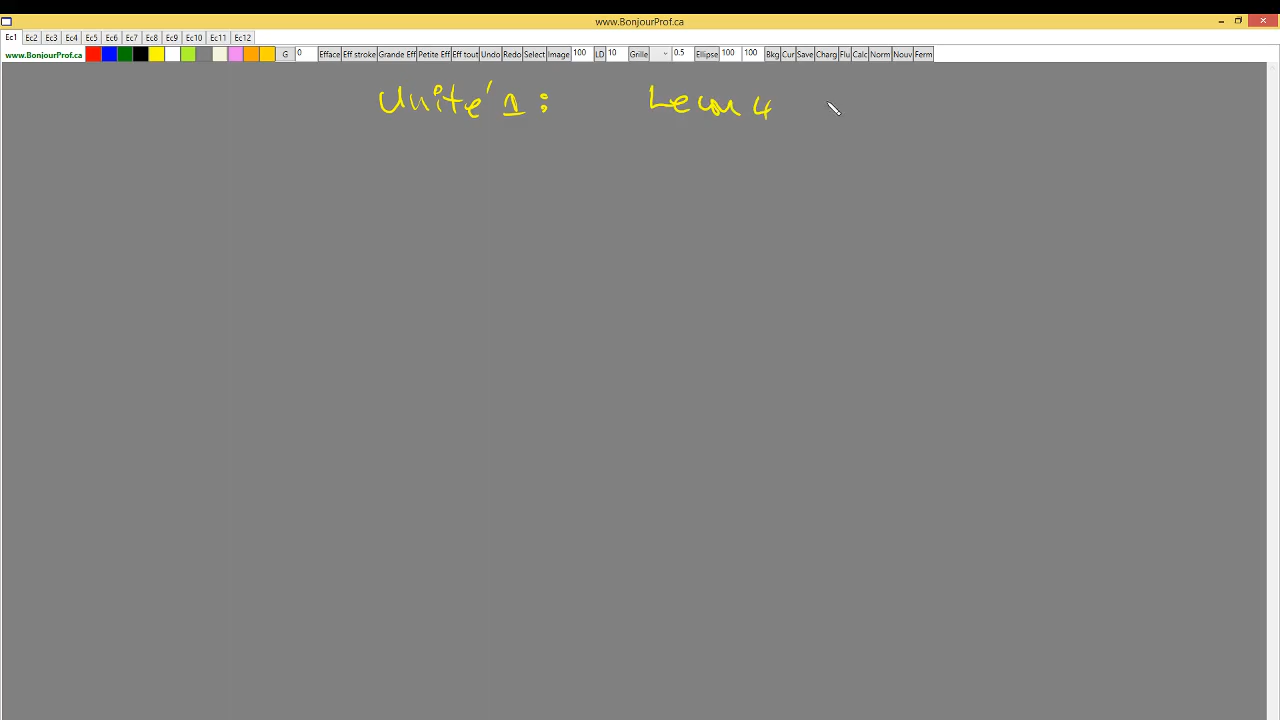 www.BonjourProf.ca
Ec1 Ec2 Ec3 Ec4 Ec5 Ec6 Ec7 Ec8 Ec9 Ec10 Ec11 Ec12
www.BonjourProf.ca G 0 Efface Eff stroke Grande Eff Petite Eff Eff tout Undo Redo Select Image 100 LD 10 Grille 0.5 Ellipse 100 100 Bkg Cur Save Charg Flu Calc Norm Nouv Ferm
Unité 1 : Lecon 4